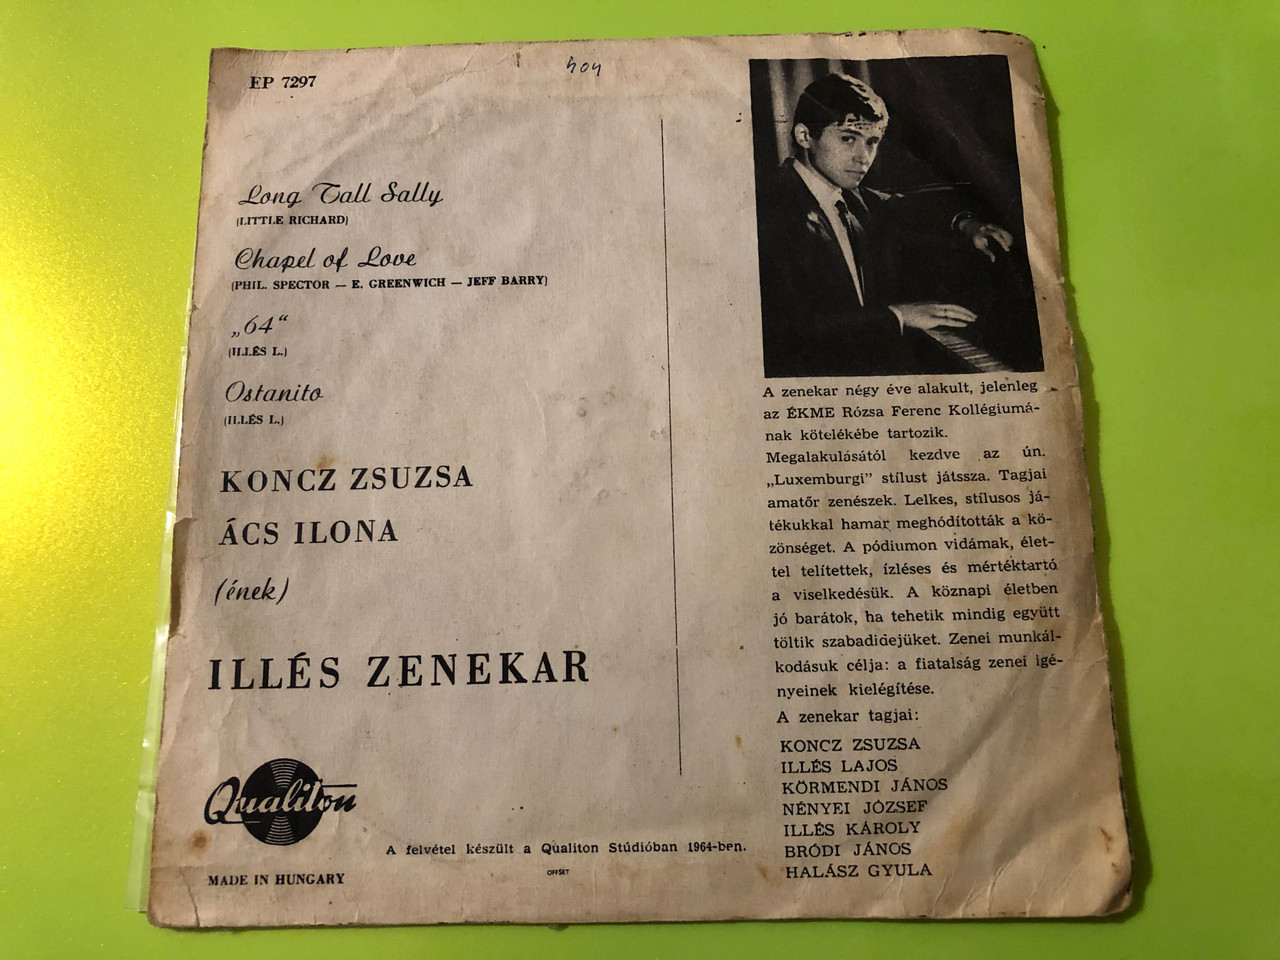 EP 7297
404
Long Tall Sally
(LITTLE RICHARD)
Chapel of Love
(PHIL. SPECTOR — E. GREENWICH — JEFF BARRY)
„64“
(ILLÉS L.)
Ostanito
(ILLÉS L.)
KONCZ ZSUZSA
ÁCS ILONA
(ének)
ILLÉS ZENEKAR
Qualiton
MADE IN HUNGARY
A felvétel készült a Qualiton Stúdióban 1964-ben.
OFFSET
A zenekar négy éve alakult, jelenleg
az ÉKME Rózsa Ferenc Kollégiumá-
nak kötelékébe tartozik.
Megalakulásától kezdve az ún.
„Luxemburgi” stílust játssza. Tagjai
amatőr zenészek. Lelkes, stílusos já-
tékukkal hamar meghódították a kö-
zönséget. A pódiumon vidámak, élet-
tel telítettek, ízléses és mértéktartó
a viselkedésük. A köznapi életben
jó barátok, ha tehetik mindig együtt
töltik szabadidejüket. Zenei munkál-
kodásuk célja: a fiatalság zenei igé-
nyeinek kielégítése.
A zenekar tagjai:
KONCZ ZSUZSA
ILLÉS LAJOS
KÖRMENDI JÁNOS
NÉNYEI JÓZSEF
ILLÉS KÁROLY
BRÓDI JÁNOS
HALÁSZ GYULA